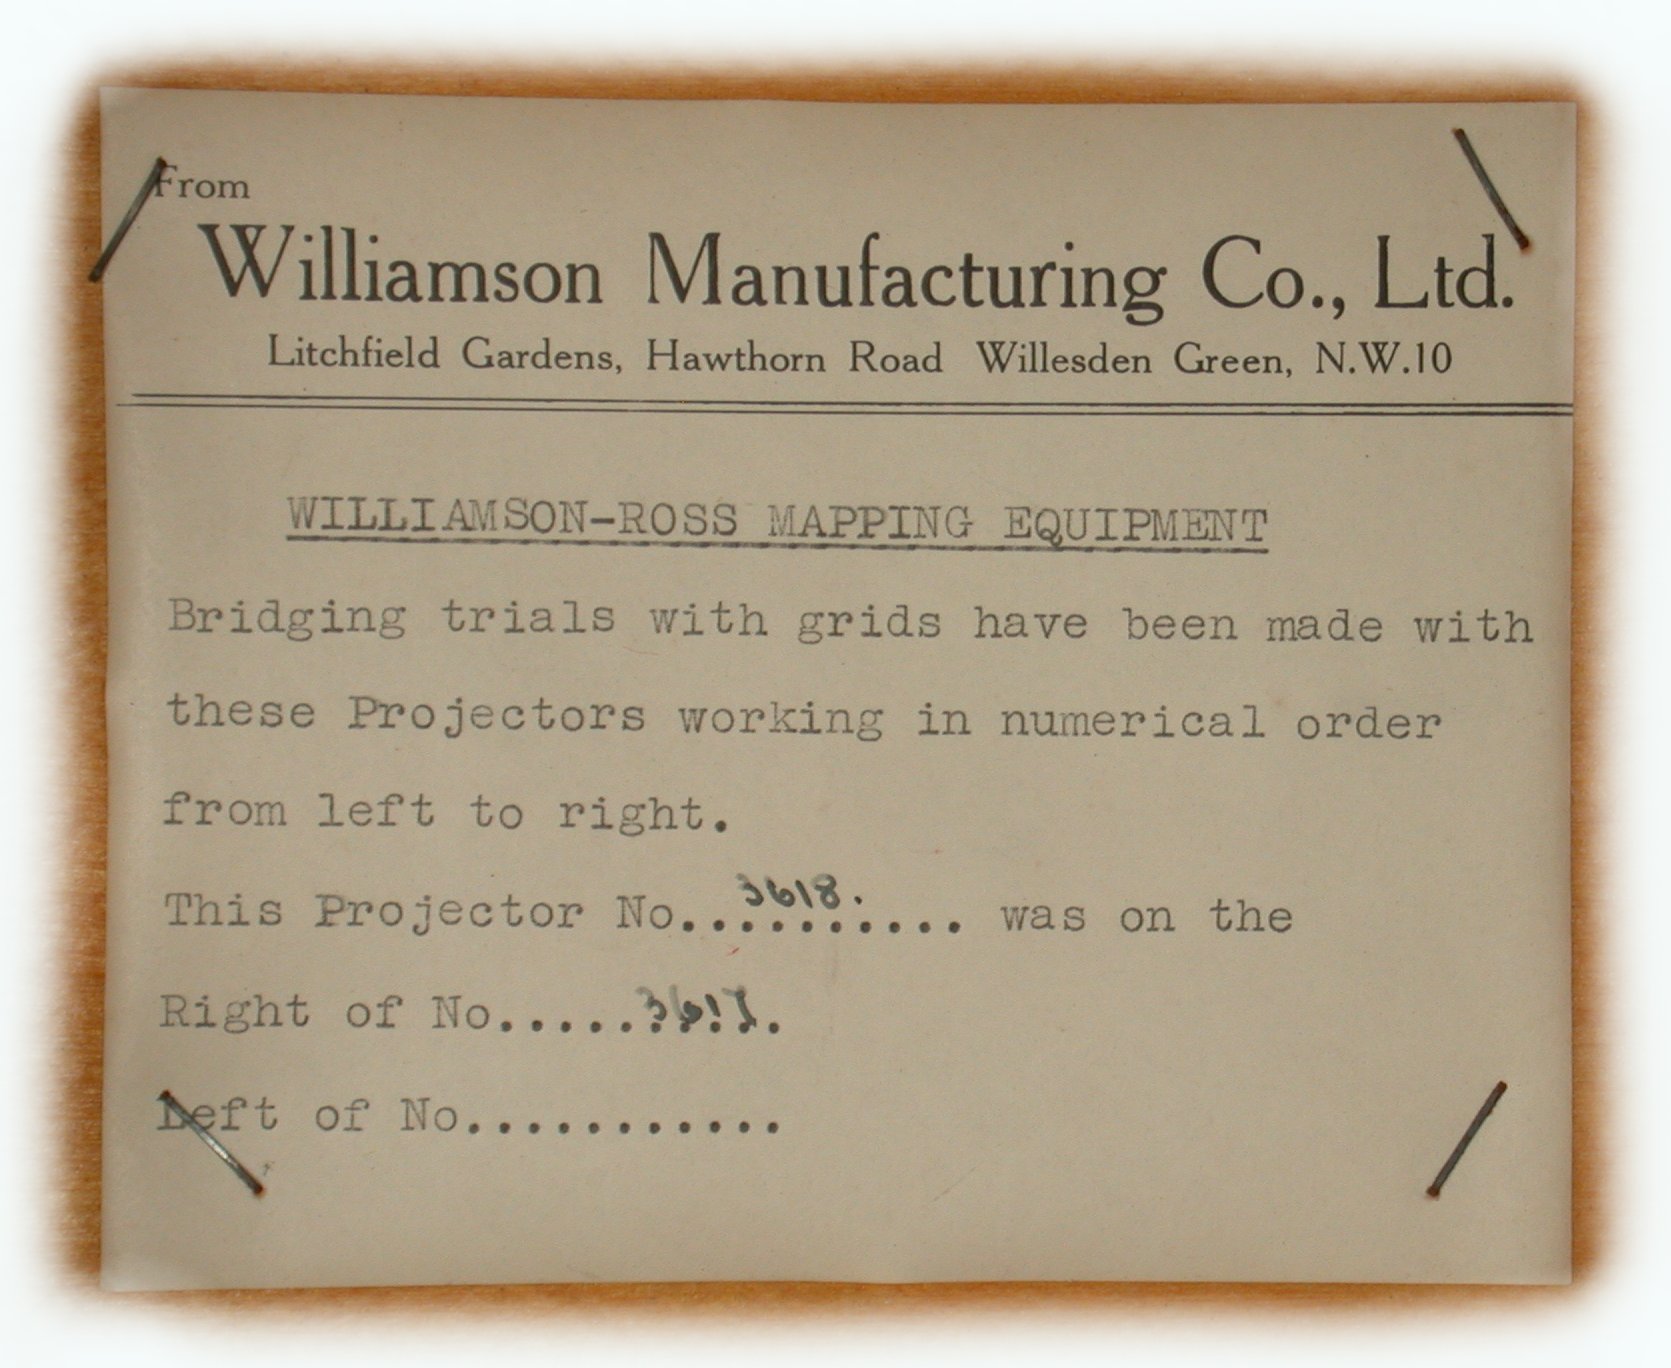 From
Williamson Manufacturing Co., Ltd.
Litchfield Gardens, Hawthorn Road Willesden Green, N.W.10
WILLIAMSON-ROSS MAPPING EQUIPMENT
Bridging trials with grids have been made with
these Projectors working in numerical order
from left to right.
This Projector No..3618........ was on the
Right of No.....3617.
Left of No...........